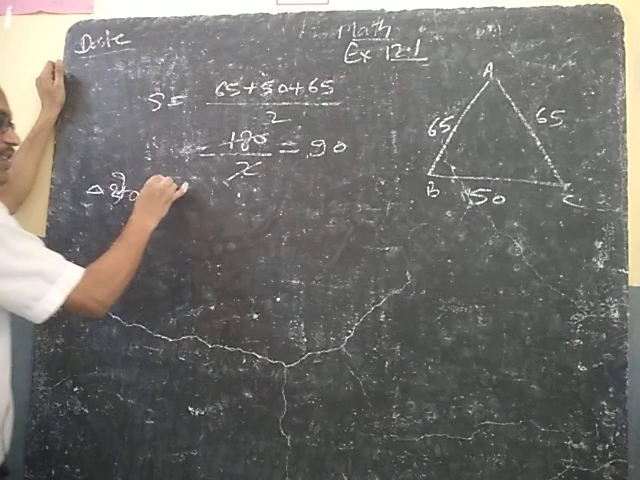 Date
Math
Ex 12.1
S = 65+50+65
2
= 180 = 90
2
A
65
65
B
50
C
Δ